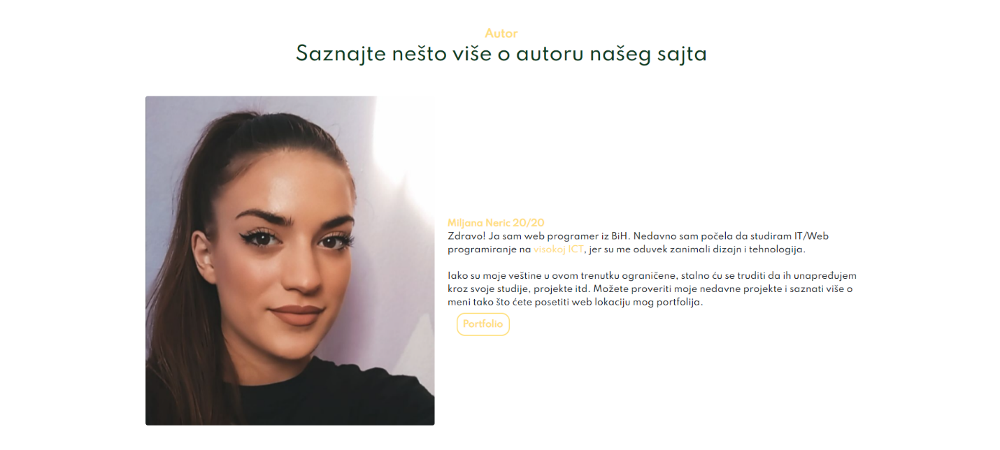 Autor
Saznajte nešto više o autoru našeg sajta
Miljana Neric 20/20
Zdravo! Ja sam web programer iz BiH. Nedavno sam počela da studiram IT/Web
programiranje na visokoj ICT, jer su me oduvek zanimali dizajn i tehnologija.
Iako su moje veštine u ovom trenutku ograničene, stalno ću se truditi da ih unapređujem
kroz svoje studije, projekte itd. Možete proveriti moje nedavne projekte i saznati više o
meni tako što ćete posetiti web lokaciju mog portfolija.
Portfolio